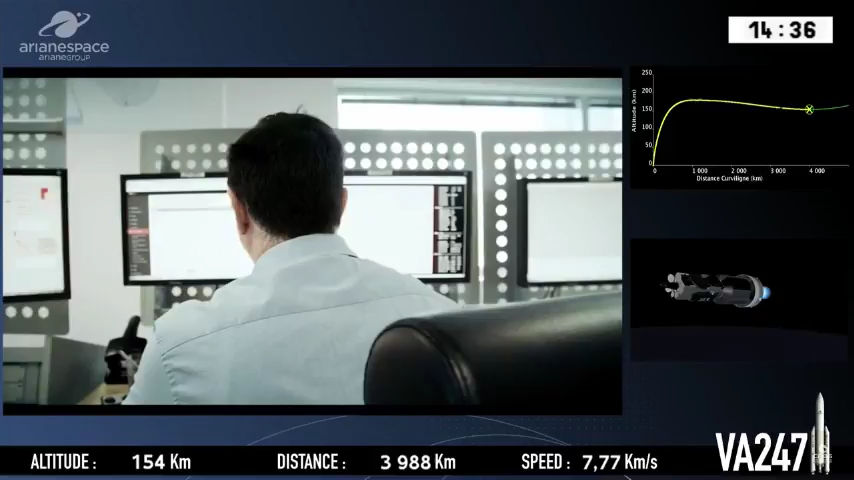 arianespace
arianeGROUP
14:36
250
200
150
100
50
0
Altitude (km)
0 1 000 2 000 3 000 4 000
Distance Curviligne (km)
ALTITUDE : 154 Km DISTANCE : 3 988 Km SPEED : 7,77 Km/s
VA247